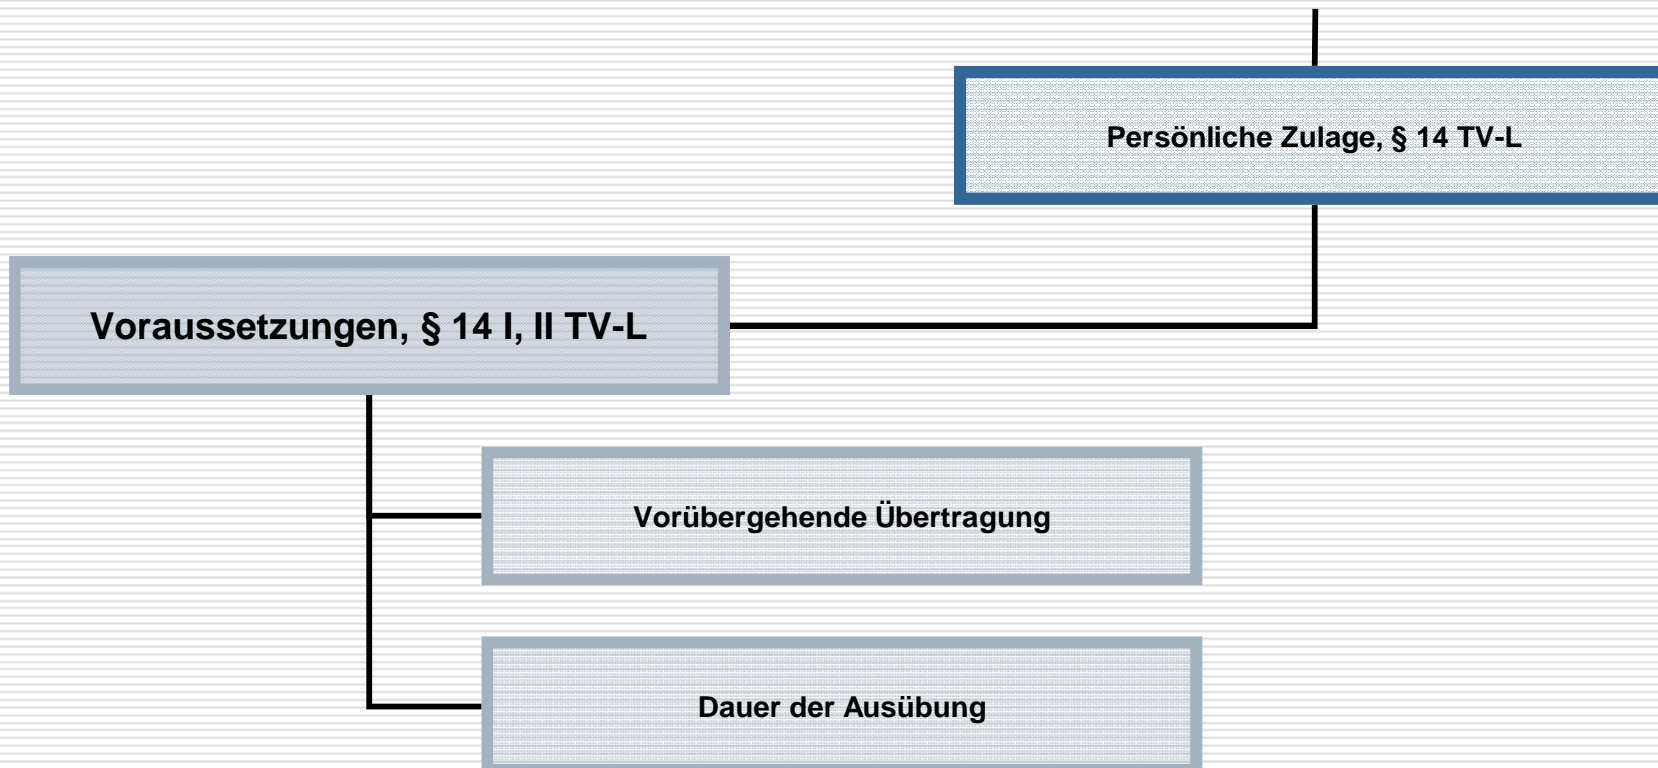 Persönliche Zulage, § 14 TV-L
Voraussetzungen, § 14 I, II TV-L
Vorübergehende Übertragung
Dauer der Ausübung